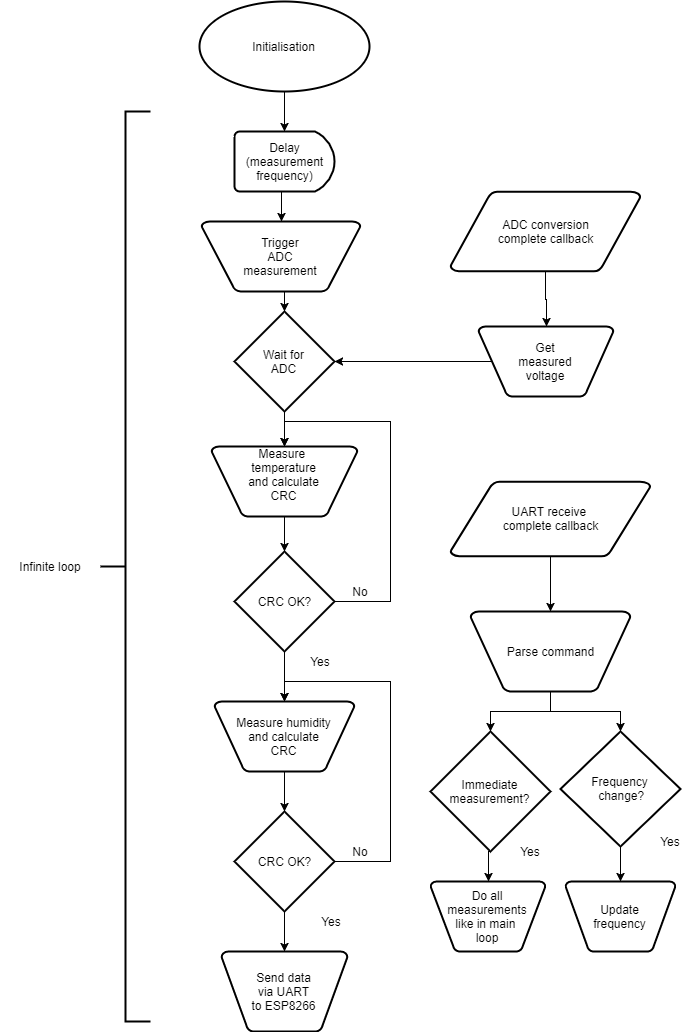 Initialisation
Delay
(measurement
frequency)
Trigger
ADC
measurement
Wait for
ADC
Measure
temperature
and calculate
CRC
CRC OK?
No
Yes
Measure humidity
and calculate
CRC
CRC OK?
No
Yes
Send data
via UART
to ESP8266
Infinite loop
ADC conversion
complete callback
Get
measured
voltage
UART receive
complete callback
Parse command
Immediate
measurement?
Yes
Do all
measurements
like in main
loop
Frequency
change?
Yes
Update
frequency